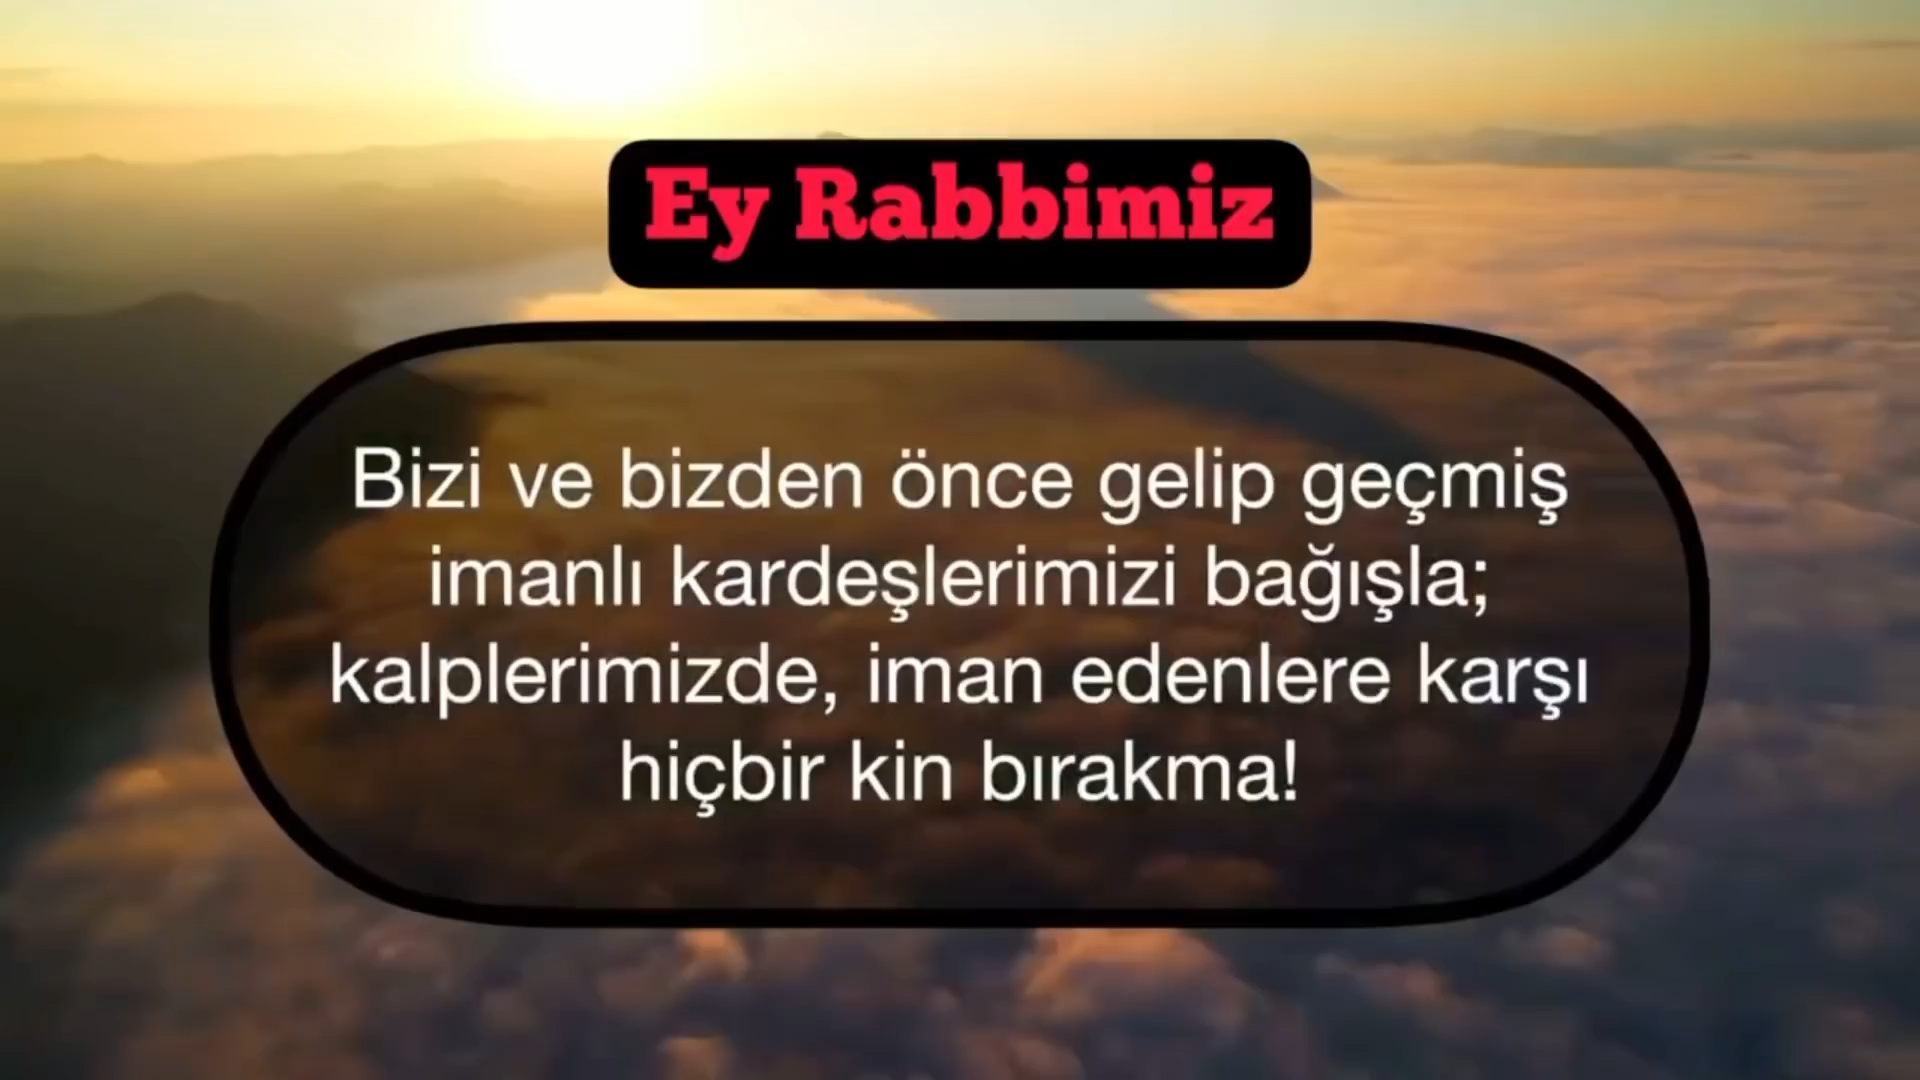 Ey Rabbimiz
Bizi ve bizden önce gelip geçmiş
imanlı kardeşlerimizi bağışla;
kalplerimizde, iman edenlere karşı
hiçbir kin bırakma!